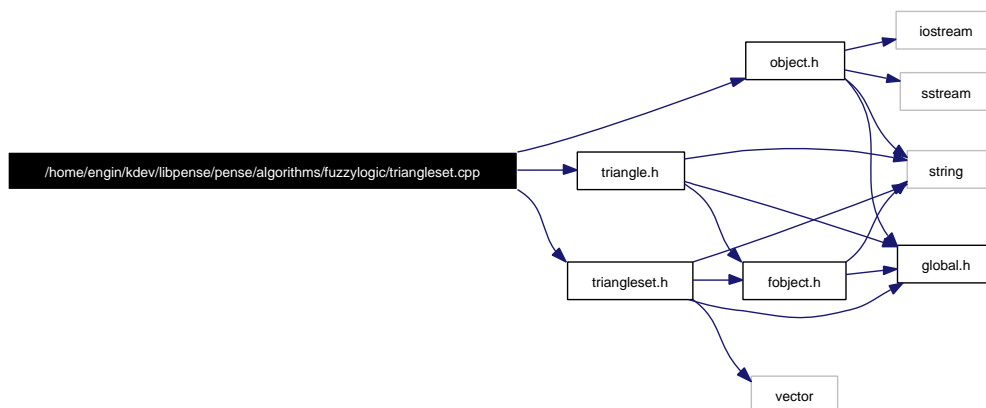 iostream
object.h
sstream
/home/engin/kdev/libpense/pense/algorithms/fuzzylogic/triangleset.cpp
triangle.h
string
global.h
triangleset.h
fobject.h
vector